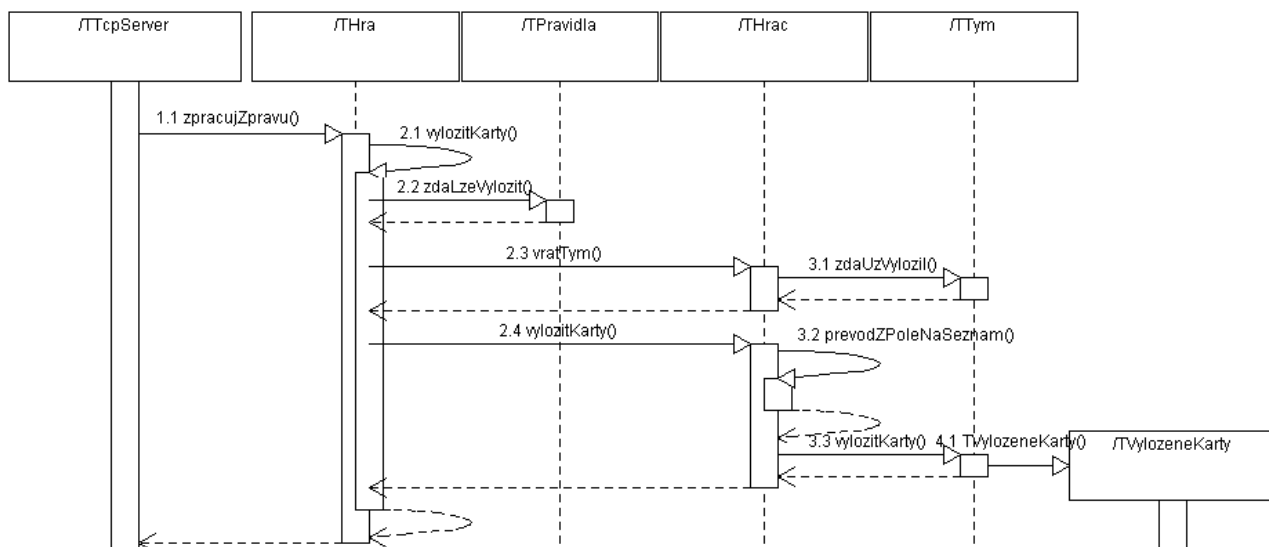 /TTcpServer
/THra
/TPravidla
/THrac
/TTym
1.1 zpracujZpravu()
2.1 vylozitKarty()
2.2 zdaLzeVylozit()
2.3 vratTym()
3.1 zdaUzVylozil()
2.4 vylozitKarty()
3.2 prevodZPoleNaSeznam()
3.3 vylozitKarty()
4.1 TVylozeneKarty()
/TVylozeneKarty